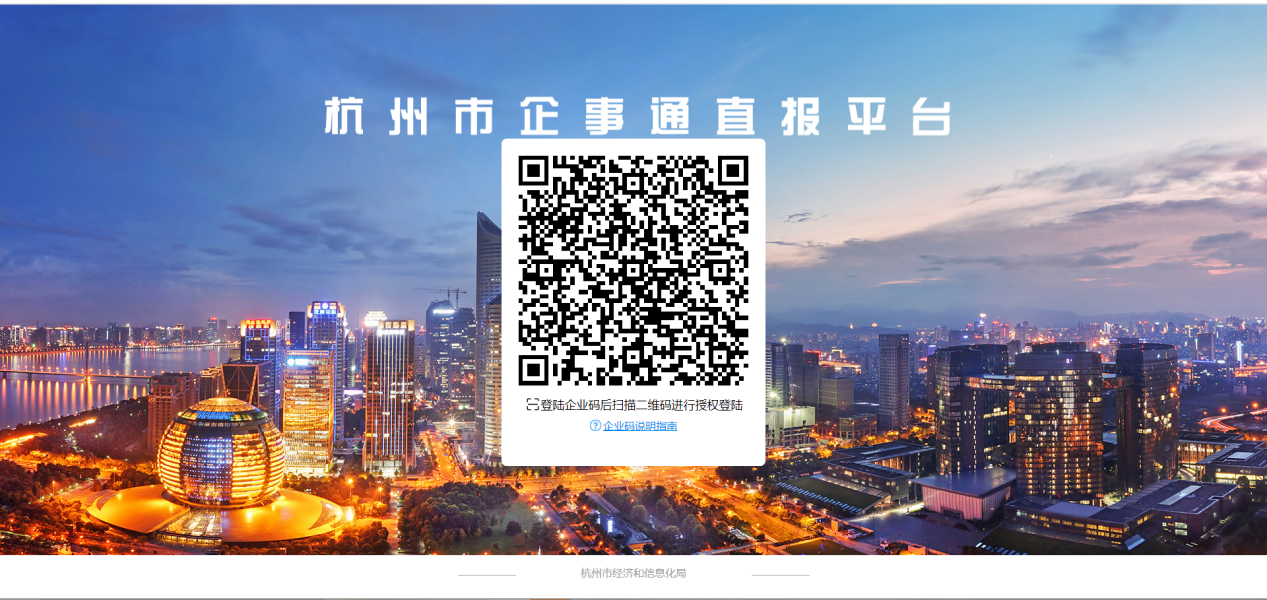 杭州市企事通直报平台
登陆企业码后扫描二维码进行授权登陆
企业码说明指南
杭州市经济和信息化局